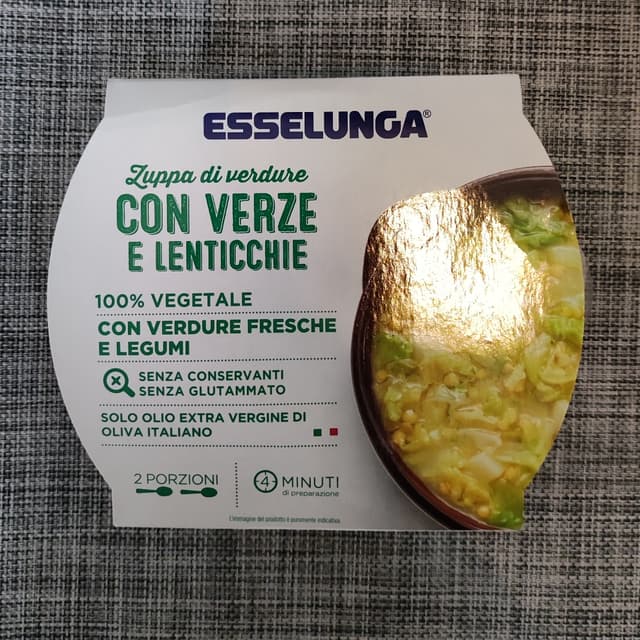 ESSELUNGA®
Zuppa di verdure
CON VERZE
E LENTICCHIE
100% VEGETALE
CON VERDURE FRESCHE
E LEGUMI
SENZA CONSERVANTI
SENZA GLUTAMMATO
SOLO OLIO EXTRA VERGINE DI
OLIVA ITALIANO
2 PORZIONI
4 MINUTI
di preparazione
L'immagine del prodotto è puramente indicativa